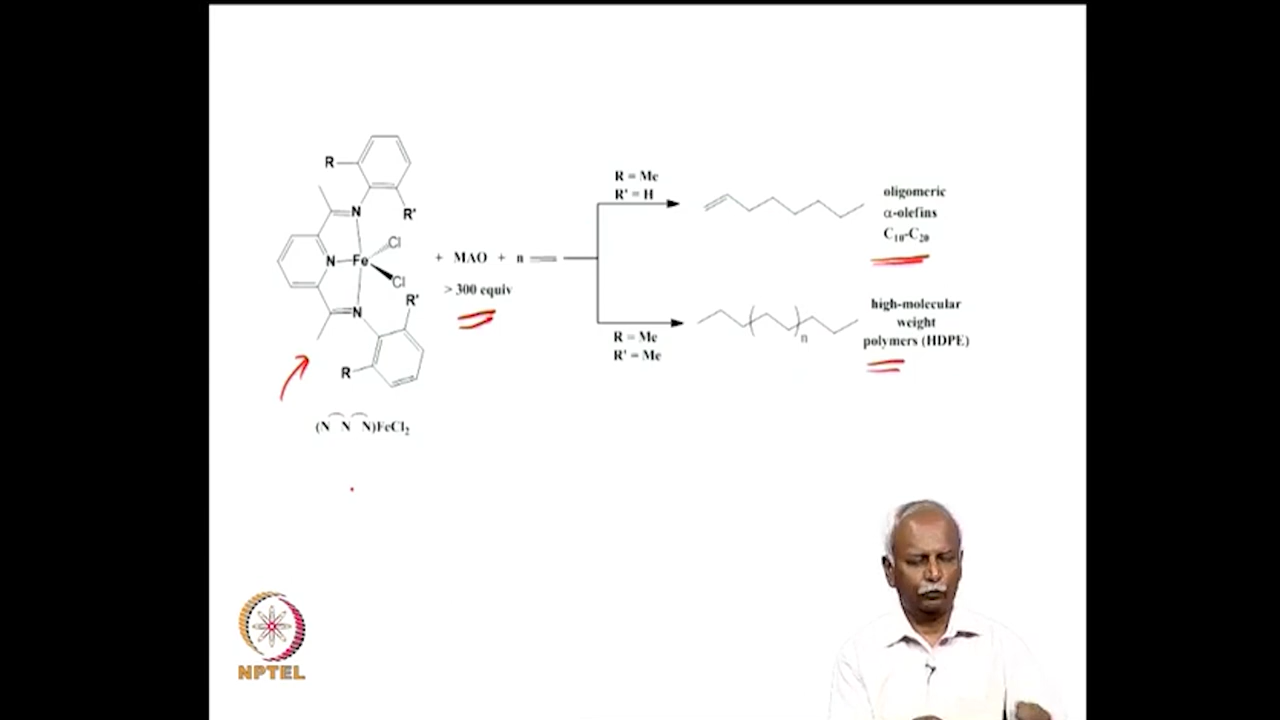 R
N
R'
Cl
N
Fe
Cl
N
R'
R
(N N N)FeCl₂
+ MAO + n
> 300 equiv
R = Me
R' = H
R = Me
R' = Me
n
oligomeric
α-olefins
C₁₀-C₂₀
high-molecular
weight
polymers (HDPE)
NPTEL